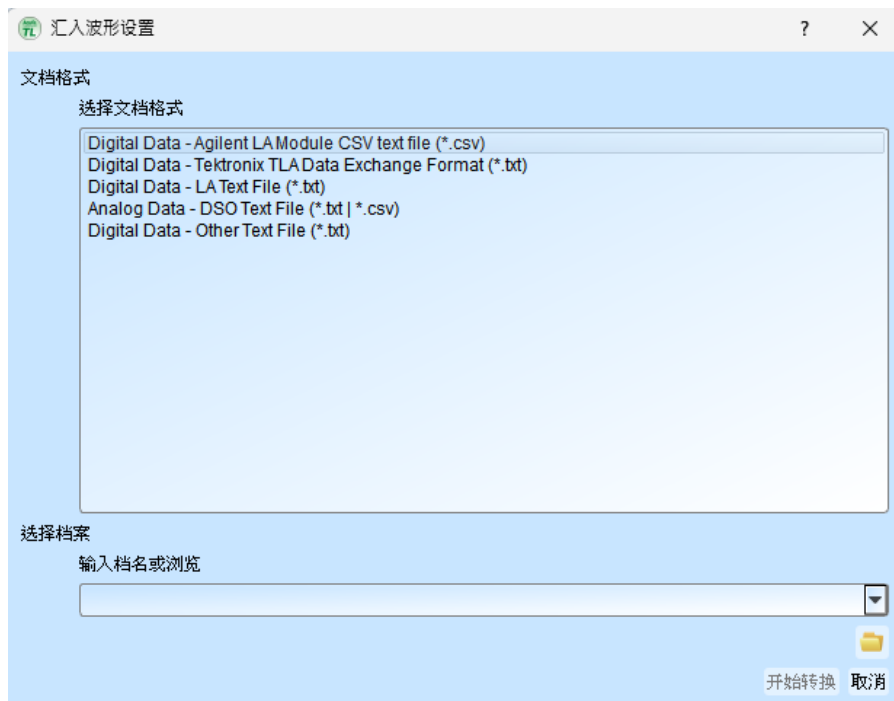 汇入波形设置
文档格式
选择文档格式
Digital Data - Agilent LA Module CSV text file (*.csv)
Digital Data - Tektronix TLA Data Exchange Format (*.txt)
Digital Data - LA Text File (*.txt)
Analog Data - DSO Text File (*.txt | *.csv)
Digital Data - Other Text File (*.txt)
选择档案
输入档名或浏览
开始转换 取消